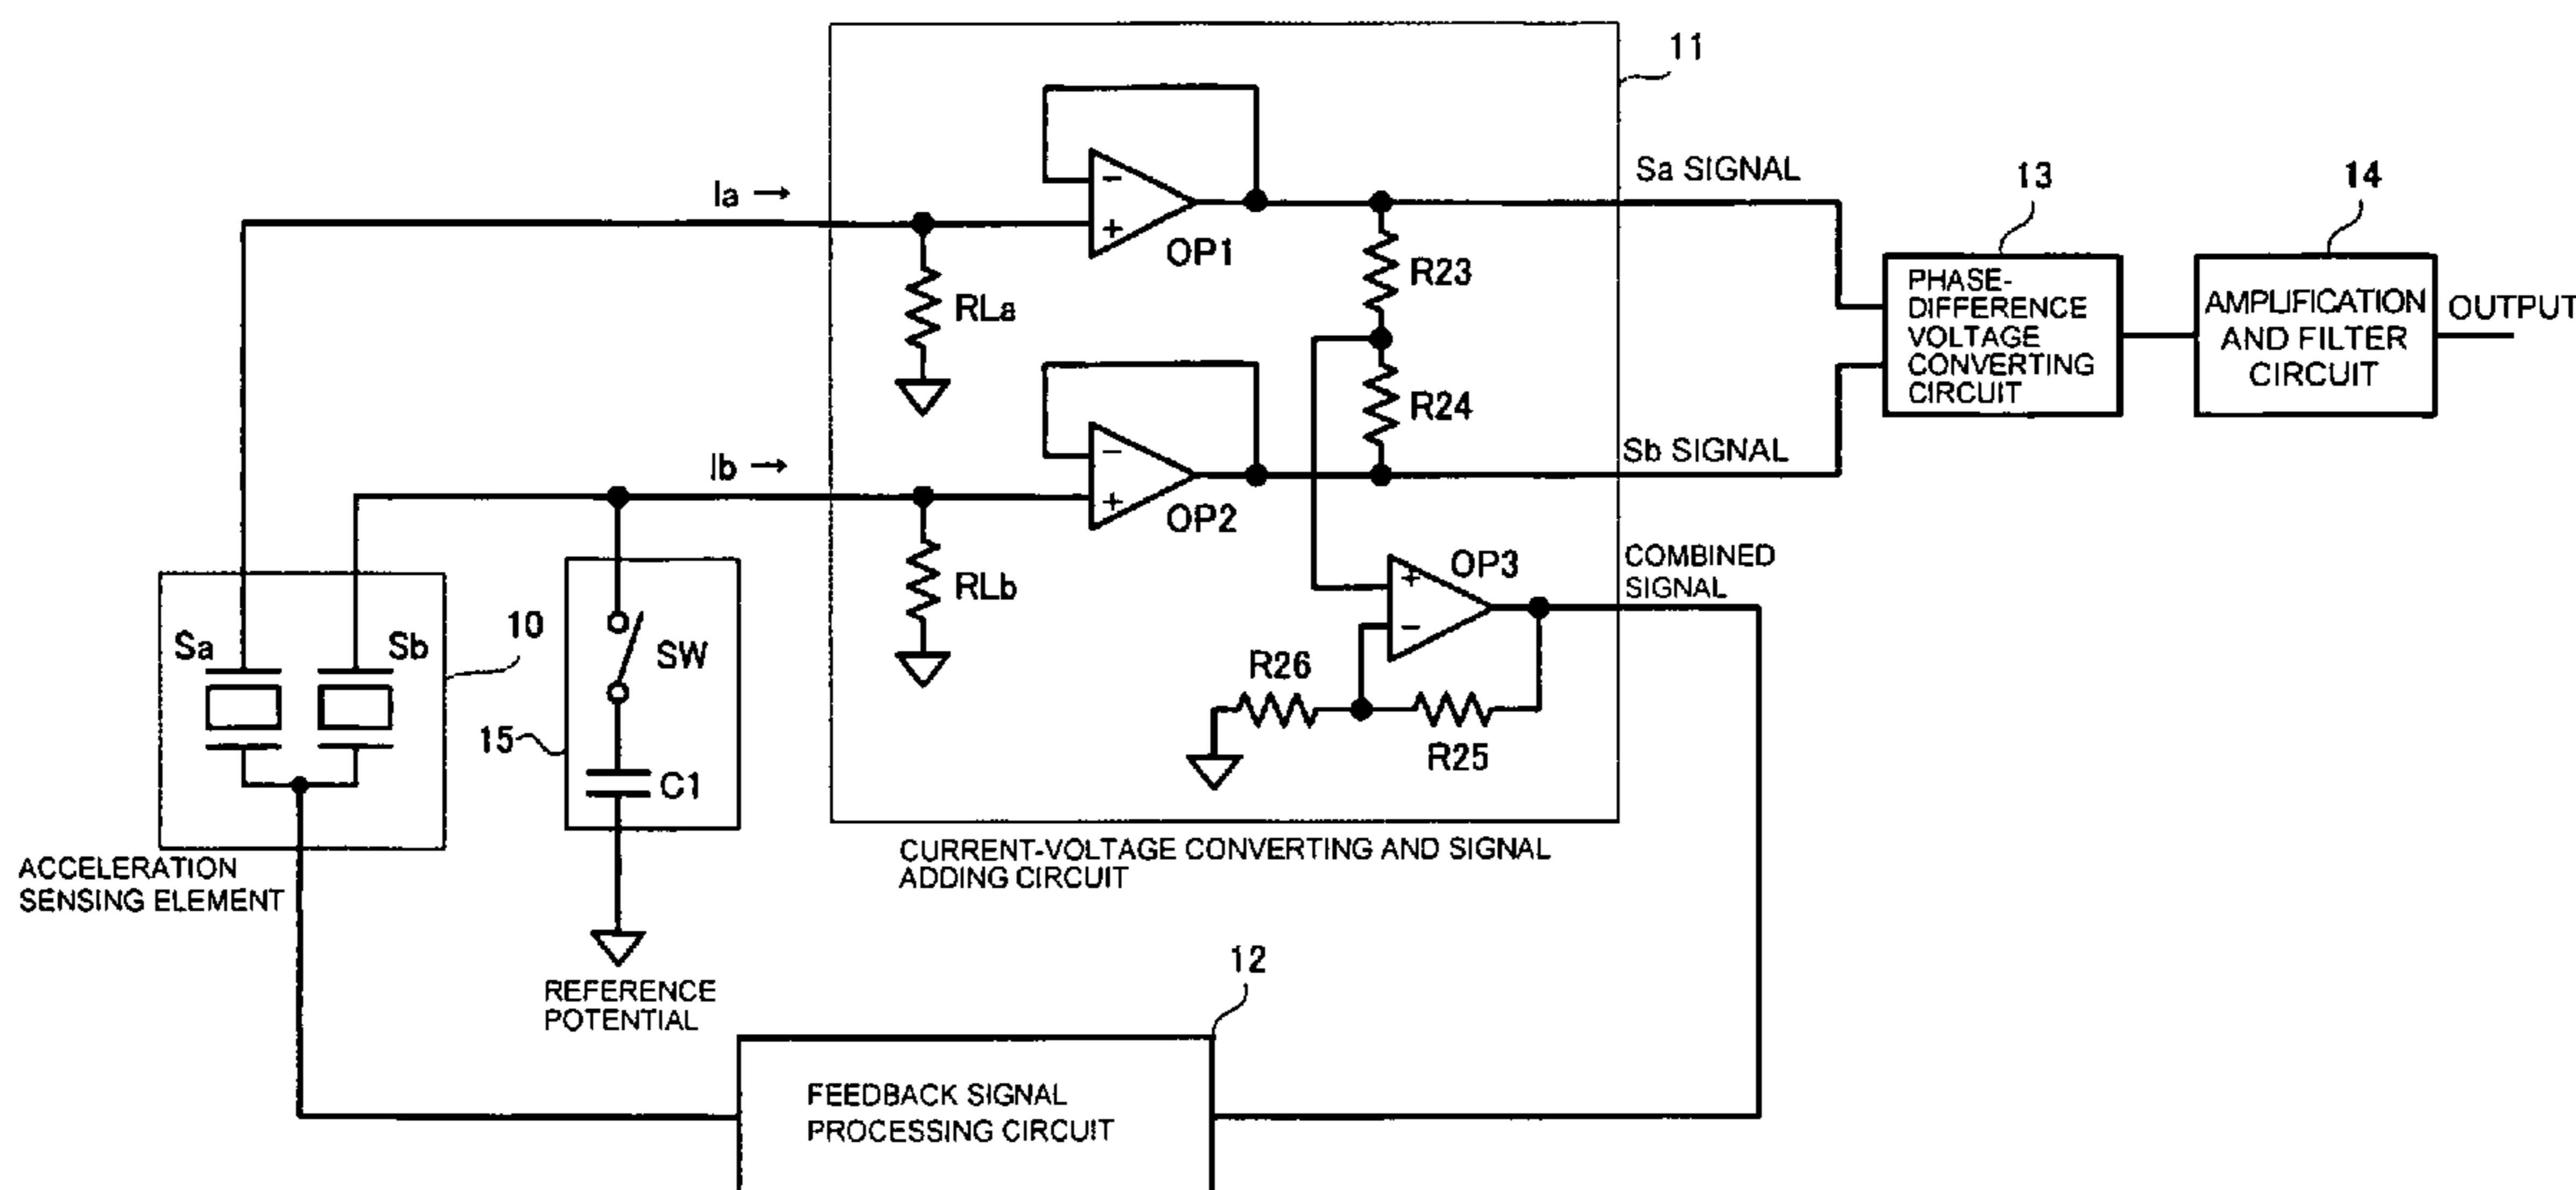 11
Ia →
−
+
OP1
RLa
R23
R24
Sa SIGNAL
13
14
PHASE-
DIFFERENCE
VOLTAGE
CONVERTING
CIRCUIT
AMPLIFICATION
AND FILTER
CIRCUIT
OUTPUT
Ib →
−
+
OP2
RLb
Sb SIGNAL
COMBINED
SIGNAL
OP3
+
−
R26
R25
Sa
Sb
10
SW
15
C1
ACCELERATION
SENSING ELEMENT
CURRENT-VOLTAGE CONVERTING AND SIGNAL
ADDING CIRCUIT
REFERENCE
POTENTIAL
12
FEEDBACK SIGNAL
PROCESSING CIRCUIT